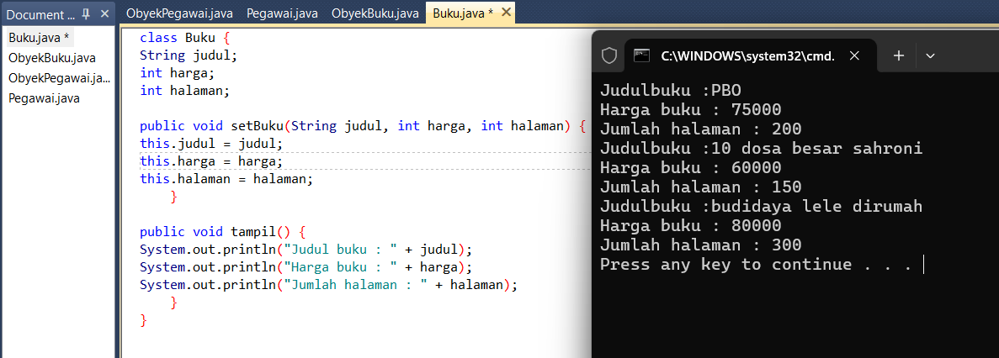 Document ...
ObyekPegawai.java Pegawai.java ObyekBuku.java Buku.java *
Buku.java *
ObyekBuku.java
ObyekPegawai.ja...
Pegawai.java
class Buku {
String judul;
int harga;
int halaman;
public void setBuku(String judul, int harga, int halaman) {
this.judul = judul;
this.harga = harga;
this.halaman = halaman;
}
public void tampil() {
System.out.println("Judul buku : " + judul);
System.out.println("Harga buku : " + harga);
System.out.println("Jumlah halaman : " + halaman);
}
}
C:\WINDOWS\system32\cmd.
Judulbuku :PBO
Harga buku : 75000
Jumlah halaman : 200
Judulbuku :10 dosa besar sahroni
Harga buku : 60000
Jumlah halaman : 150
Judulbuku :budidaya lele dirumah
Harga buku : 80000
Jumlah halaman : 300
Press any key to continue . . .